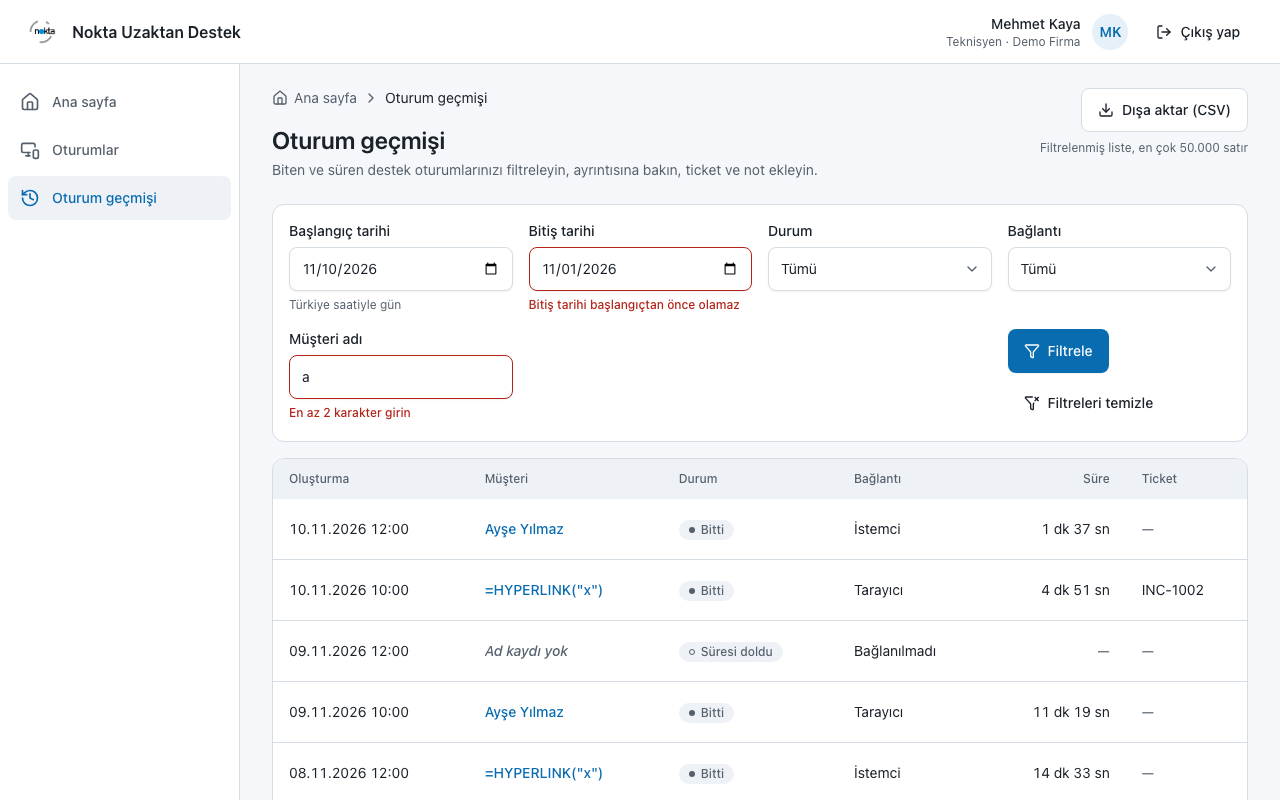 nokta
Nokta Uzaktan Destek
Mehmet Kaya
Teknisyen · Demo Firma
MK
Çıkış yap
Ana sayfa
Oturumlar
Oturum geçmişi
Ana sayfa
Oturum geçmişi
Dışa aktar (CSV)
Filtrelenmiş liste, en çok 50.000 satır
Oturum geçmişi
Biten ve süren destek oturumlarınızı filtreleyin, ayrıntısına bakın, ticket ve not ekleyin.
Başlangıç tarihi
11/10/2026
Türkiye saatiyle gün
Bitiş tarihi
11/01/2026
Bitiş tarihi başlangıçtan önce olamaz
Durum
Tümü
Bağlantı
Tümü
Müşteri adı
a
En az 2 karakter girin
Filtrele
Filtreleri temizle
Oluşturma Müşteri Durum Bağlantı Süre Ticket
10.11.2026 12:00 Ayşe Yılmaz Bitti İstemci 1 dk 37 sn —
10.11.2026 10:00 =HYPERLINK("x") Bitti Tarayıcı 4 dk 51 sn INC-1002
09.11.2026 12:00 Ad kaydı yok Süresi doldu Bağlanılmadı — —
09.11.2026 10:00 Ayşe Yılmaz Bitti Tarayıcı 11 dk 19 sn —
08.11.2026 12:00 =HYPERLINK("x") Bitti İstemci 14 dk 33 sn —